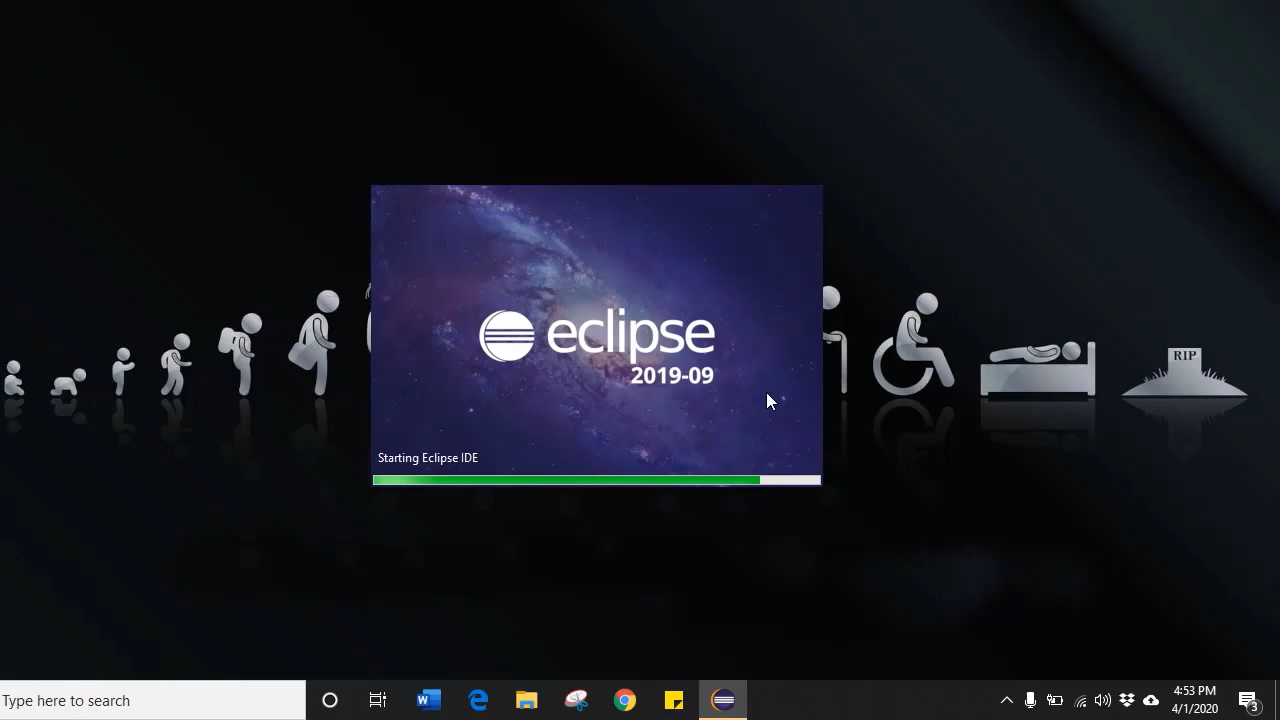 RIP
eclipse
2019-09
Starting Eclipse IDE
Type here to search
W
4:53 PM
4/1/2020
3